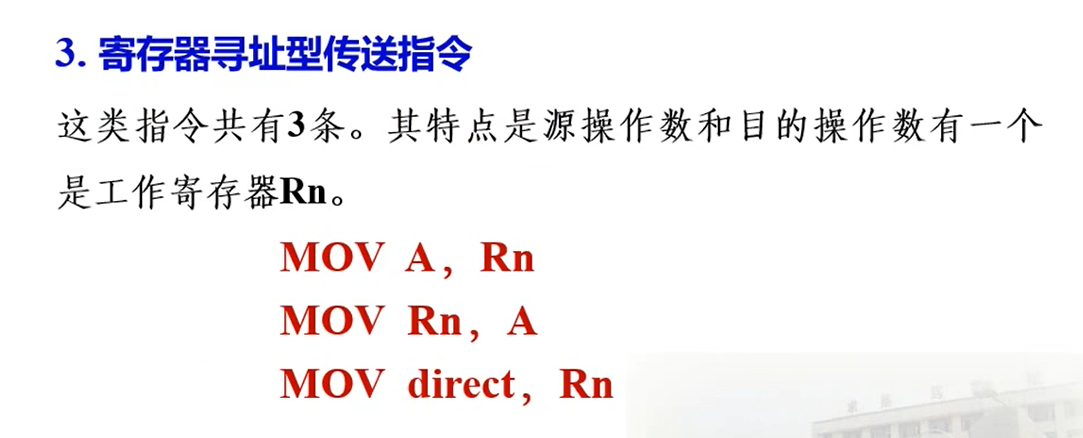 3. 寄存器寻址型传送指令
这类指令共有3条。其特点是源操作数和目的操作数有一个
是工作寄存器Rn。
MOV A，Rn
MOV Rn，A
MOV direct，Rn